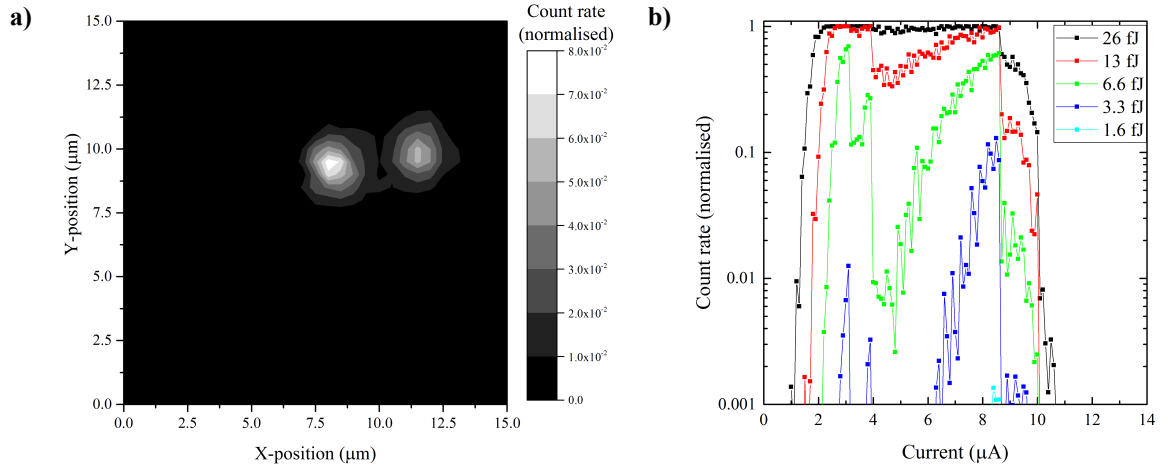 a)
Count rate
(normalised)
15.0
12.5
10.0
7.5
5.0
2.5
0.0
Y-position (μm)
0.0 2.5 5.0 7.5 10.0 12.5 15.0
X-position (μm)
8.0x10-2
7.0x10-2
6.0x10-2
5.0x10-2
4.0x10-2
3.0x10-2
2.0x10-2
1.0x10-2
0.0
b)
1
0.1
0.01
0.001
Count rate (normalised)
0 2 4 6 8 10 12 14
Current (μA)
26 fJ
13 fJ
6.6 fJ
3.3 fJ
1.6 fJ